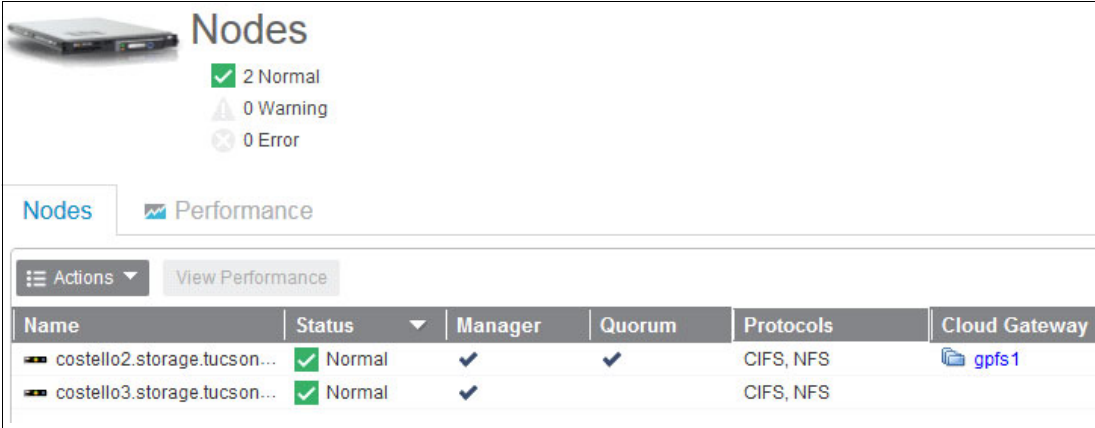 Nodes
2 Normal
0 Warning
0 Error
Nodes Performance
Actions View Performance
Name Status Manager Quorum Protocols Cloud Gateway
costello2.storage.tucson... Normal CIFS, NFS gpfs1
costello3.storage.tucson... Normal CIFS, NFS